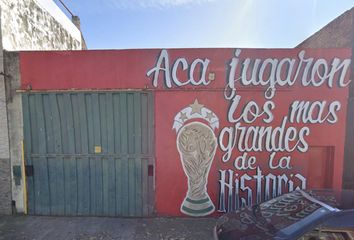 Aca jugaron
los mas
grandes
de la
Historia